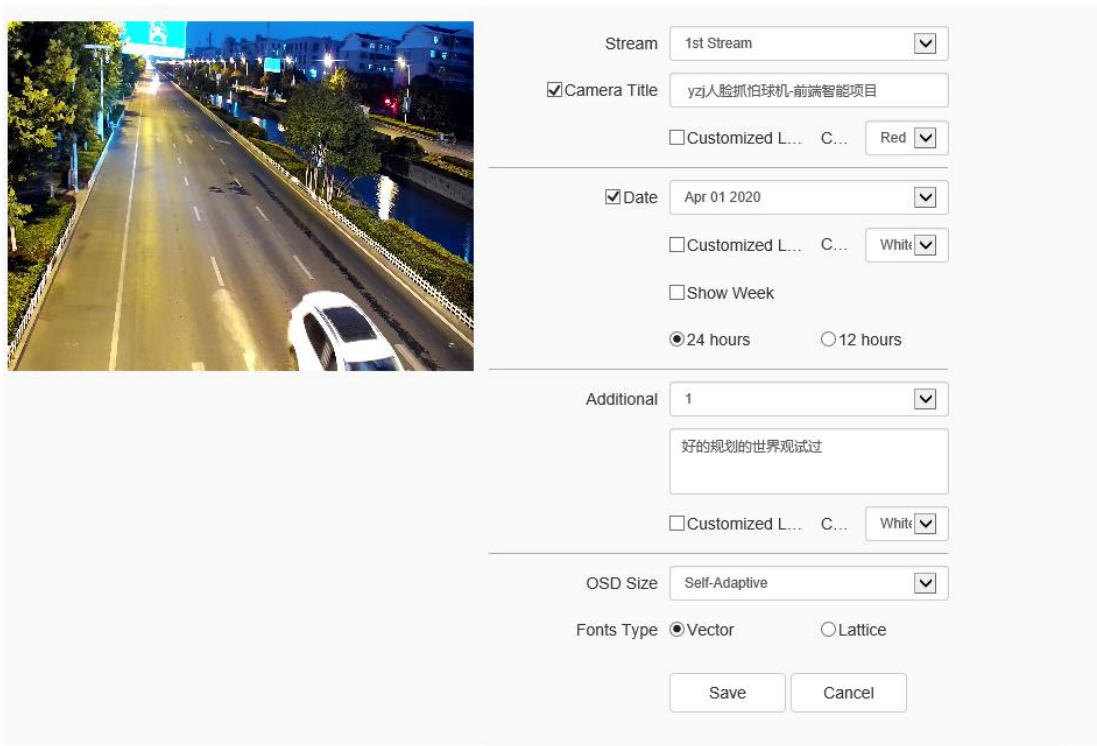 Stream 1st Stream
Camera Title yzj人脸抓怕球机-前端智能项目
Customized L... C... Red
Date Apr 01 2020
Customized L... C... White
Show Week
24 hours 12 hours
Additional 1
好的规划的世界观试过
Customized L... C... White
OSD Size Self-Adaptive
Fonts Type Vector Lattice
Save Cancel